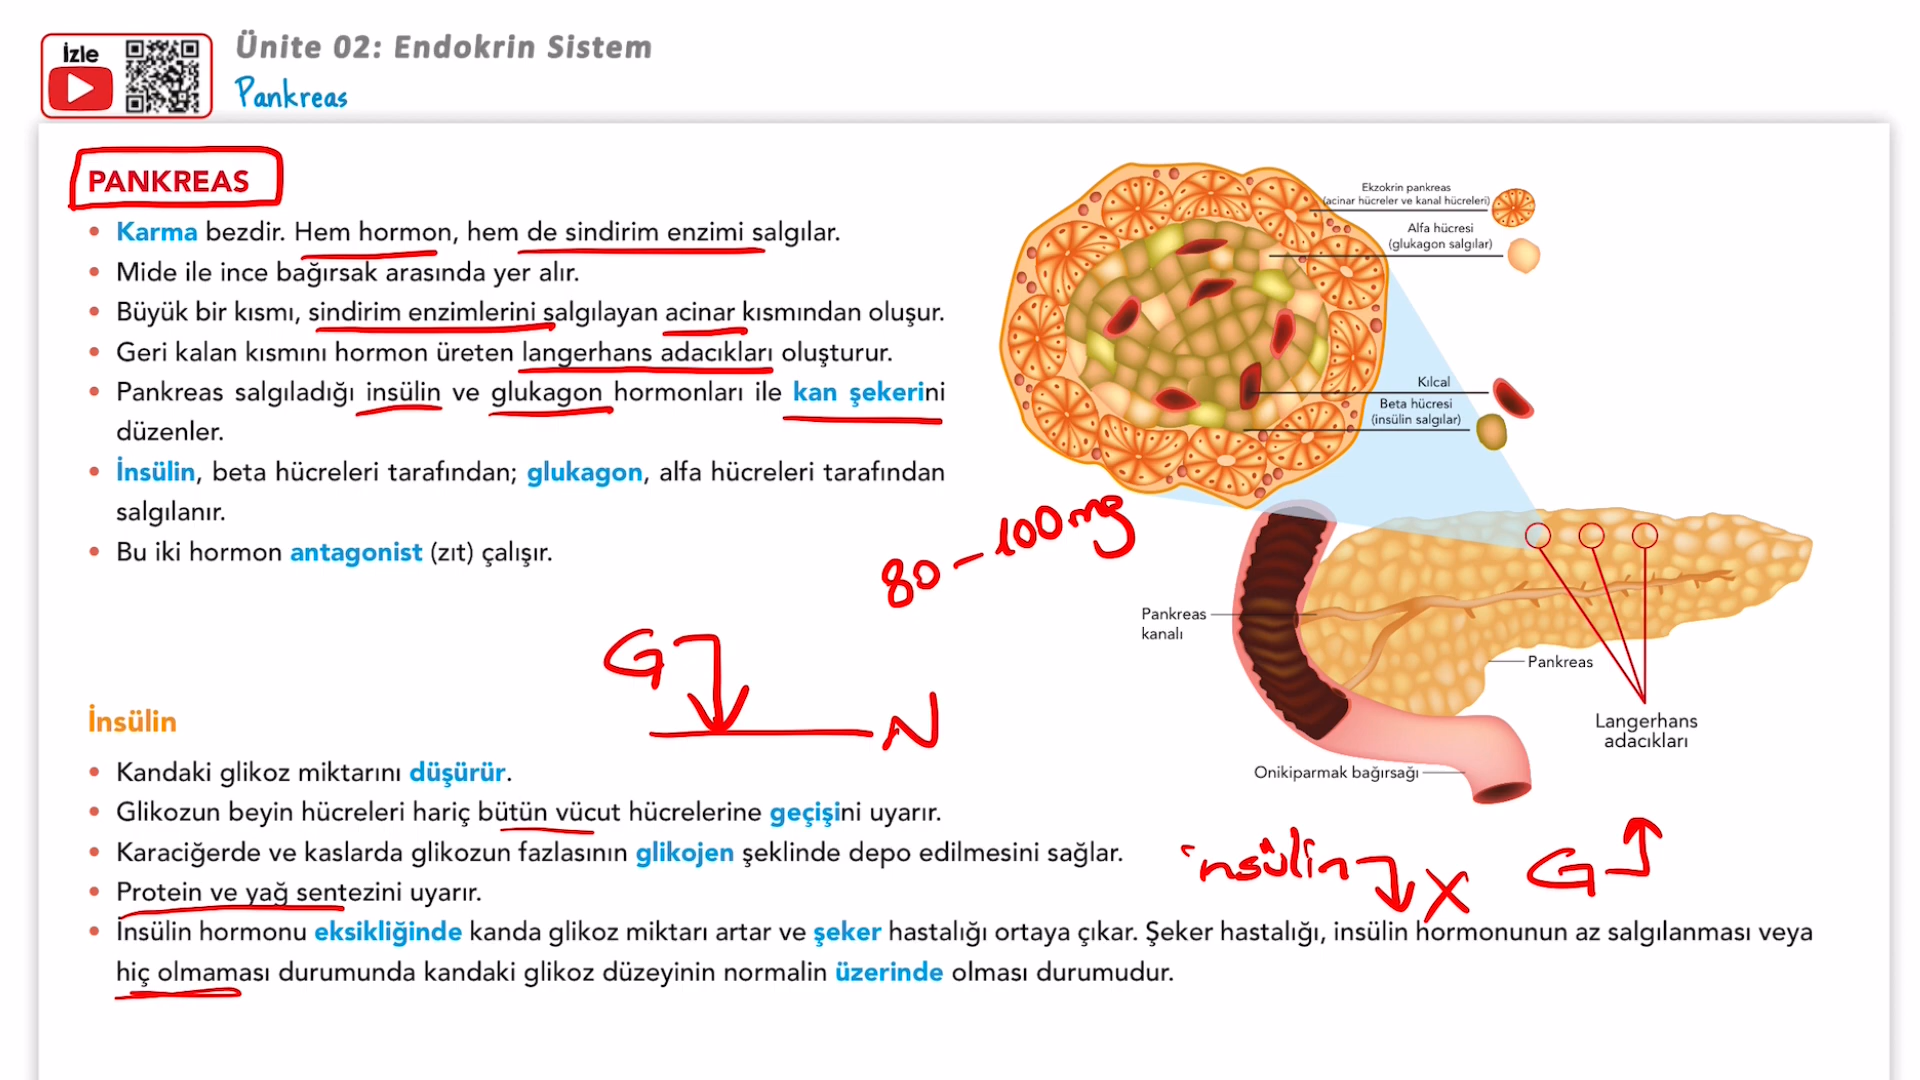 İzle
Ünite 02: Endokrin Sistem
Pankreas
PANKREAS
• Karma bezdir. Hem hormon, hem de sindirim enzimi salgılar.
• Mide ile ince bağırsak arasında yer alır.
• Büyük bir kısmı, sindirim enzimlerini salgılayan acinar kısmından oluşur.
• Geri kalan kısmını hormon üreten langerhans adacıkları oluşturur.
• Pankreas salgıladığı insülin ve glukagon hormonları ile kan şekerini
düzenler.
• İnsülin, beta hücreleri tarafından; glukagon, alfa hücreleri tarafından
salgılanır.
• Bu iki hormon antagonist (zıt) çalışır.
80 – 100 mg
G
N
Ekzokrin pankreas
(acinar hücreler ve kanal hücreleri)
Alfa hücresi
(glukagon salgılar)
Kılcal
Beta hücresi
(insülin salgılar)
Pankreas
kanalı
Pankreas
Langerhans
adacıkları
Onikiparmak bağırsağı
İnsülin
• Kandaki glikoz miktarını düşürür.
• Glikozun beyin hücreleri hariç bütün vücut hücrelerine geçişini uyarır.
• Karaciğerde ve kaslarda glikozun fazlasının glikojen şeklinde depo edilmesini sağlar.
insülin X G
• Protein ve yağ sentezini uyarır.
• İnsülin hormonu eksikliğinde kanda glikoz miktarı artar ve şeker hastalığı ortaya çıkar. Şeker hastalığı, insülin hormonunun az salgılanması veya
hiç olmaması durumunda kandaki glikoz düzeyinin normalin üzerinde olması durumudur.